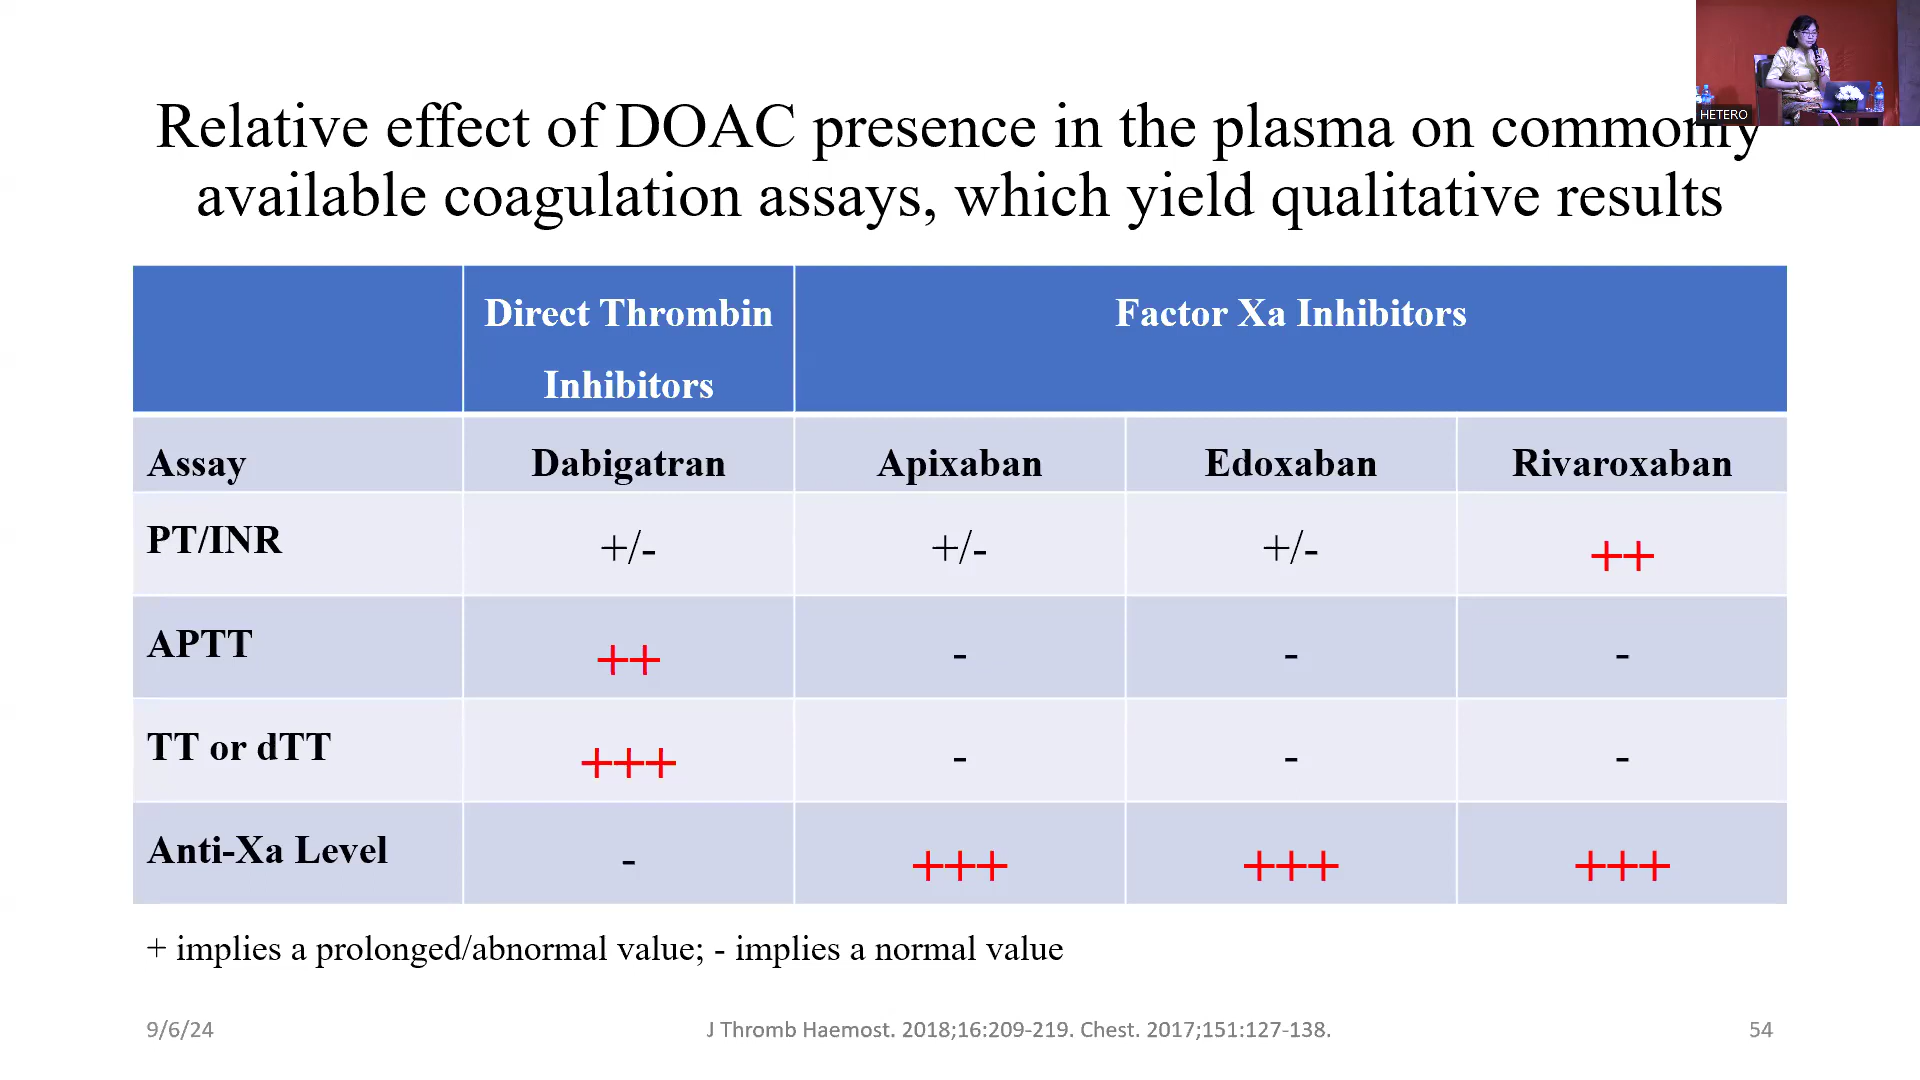 HETERO
Relative effect of DOAC presence in the plasma on commonly
available coagulation assays, which yield qualitative results
Direct Thrombin
Inhibitors
Factor Xa Inhibitors
Assay Dabigatran Apixaban Edoxaban Rivaroxaban
PT/INR +/- +/- +/- ++
APTT ++ - - -
TT or dTT +++ - - -
Anti-Xa Level - +++ +++ +++
+ implies a prolonged/abnormal value; - implies a normal value
9/6/24 J Thromb Haemost. 2018;16:209-219. Chest. 2017;151:127-138. 54